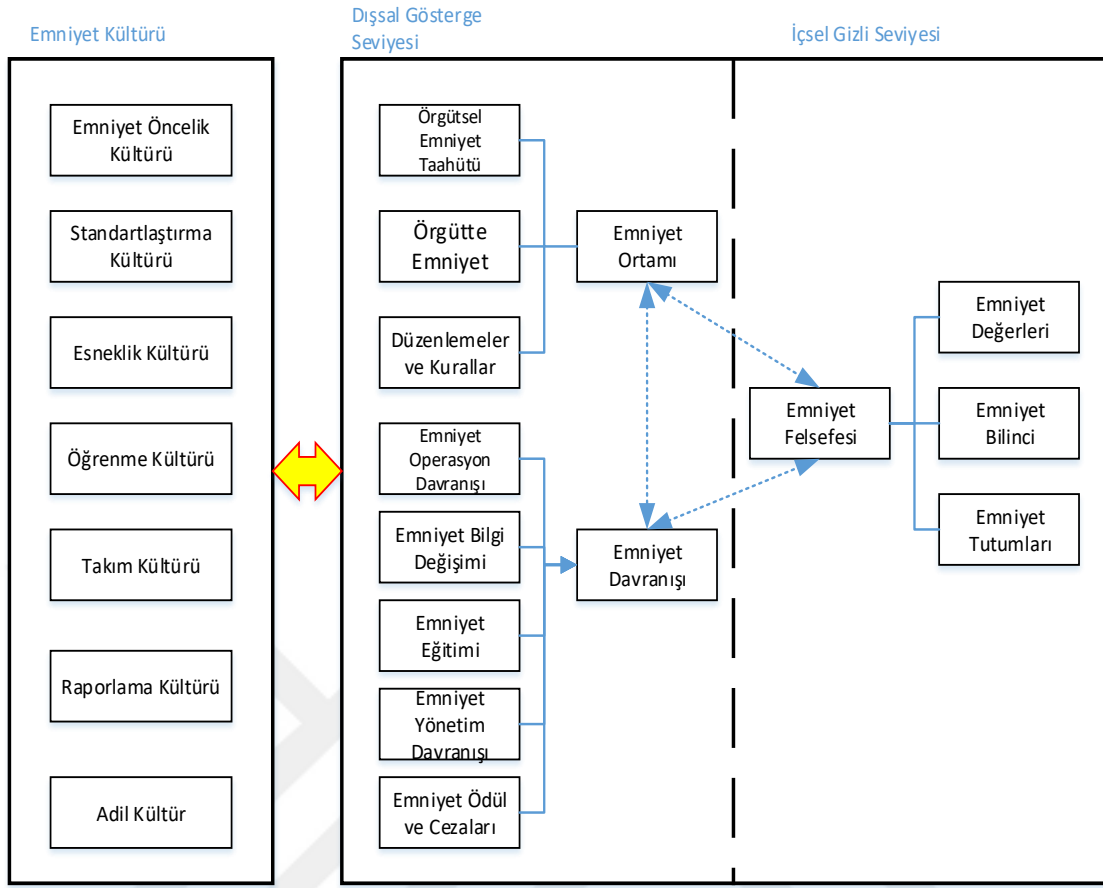 Emniyet Kültürü
Emniyet Öncelik
Kültürü
Standartlaştırma
Kültürü
Esneklik Kültürü
Öğrenme Kültürü
Takım Kültürü
Raporlama Kültürü
Adil Kültür
Dışsal Gösterge
Seviyesi
Örgütsel
Emniyet
Taahütü
Örgütte
Emniyet
Düzenlemeler
ve Kurallar
Emniyet
Operasyon
Davranışı
Emniyet Bilgi
Değişimi
Emniyet
Eğitimi
Emniyet
Yönetim
Davranışı
Emniyet Ödül
ve Cezaları
Emniyet
Ortamı
Emniyet
Davranışı
İçsel Gizli Seviyesi
Emniyet
Felsefesi
Emniyet
Değerleri
Emniyet
Bilinci
Emniyet
Tutumları